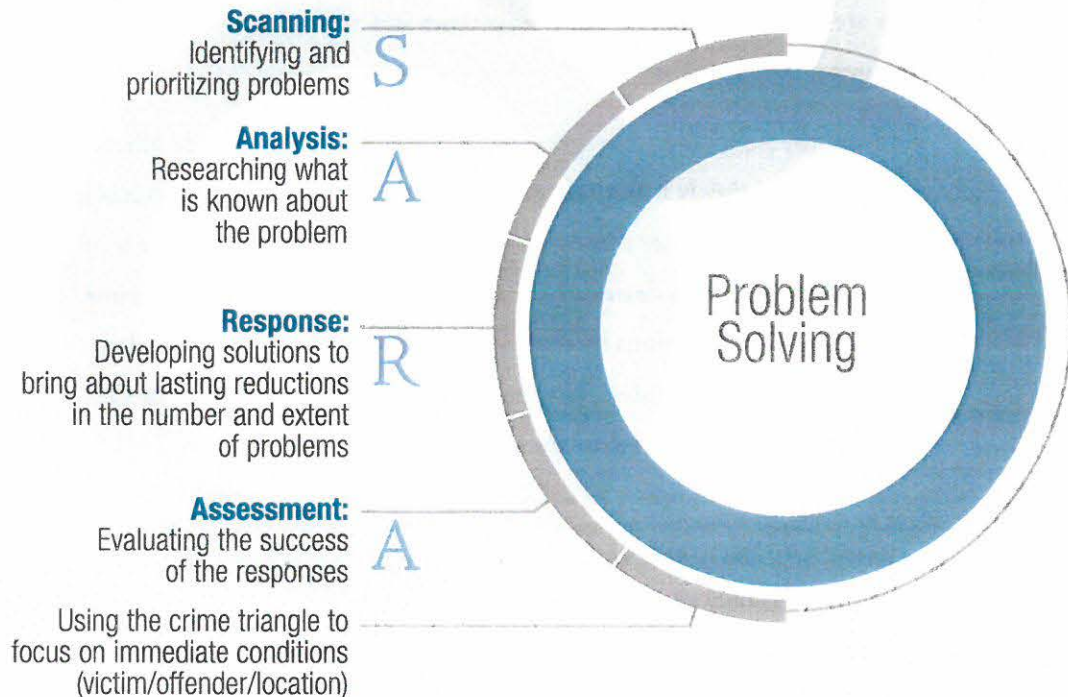 Scanning:
Identifying and
prioritizing problems
S
Analysis:
Researching what
is known about
the problem
A
Response:
Developing solutions to
bring about lasting reductions
in the number and extent
of problems
R
Assessment:
Evaluating the success
of the responses
A
Using the crime triangle to
focus on immediate conditions
(victim/offender/location)
Problem
Solving